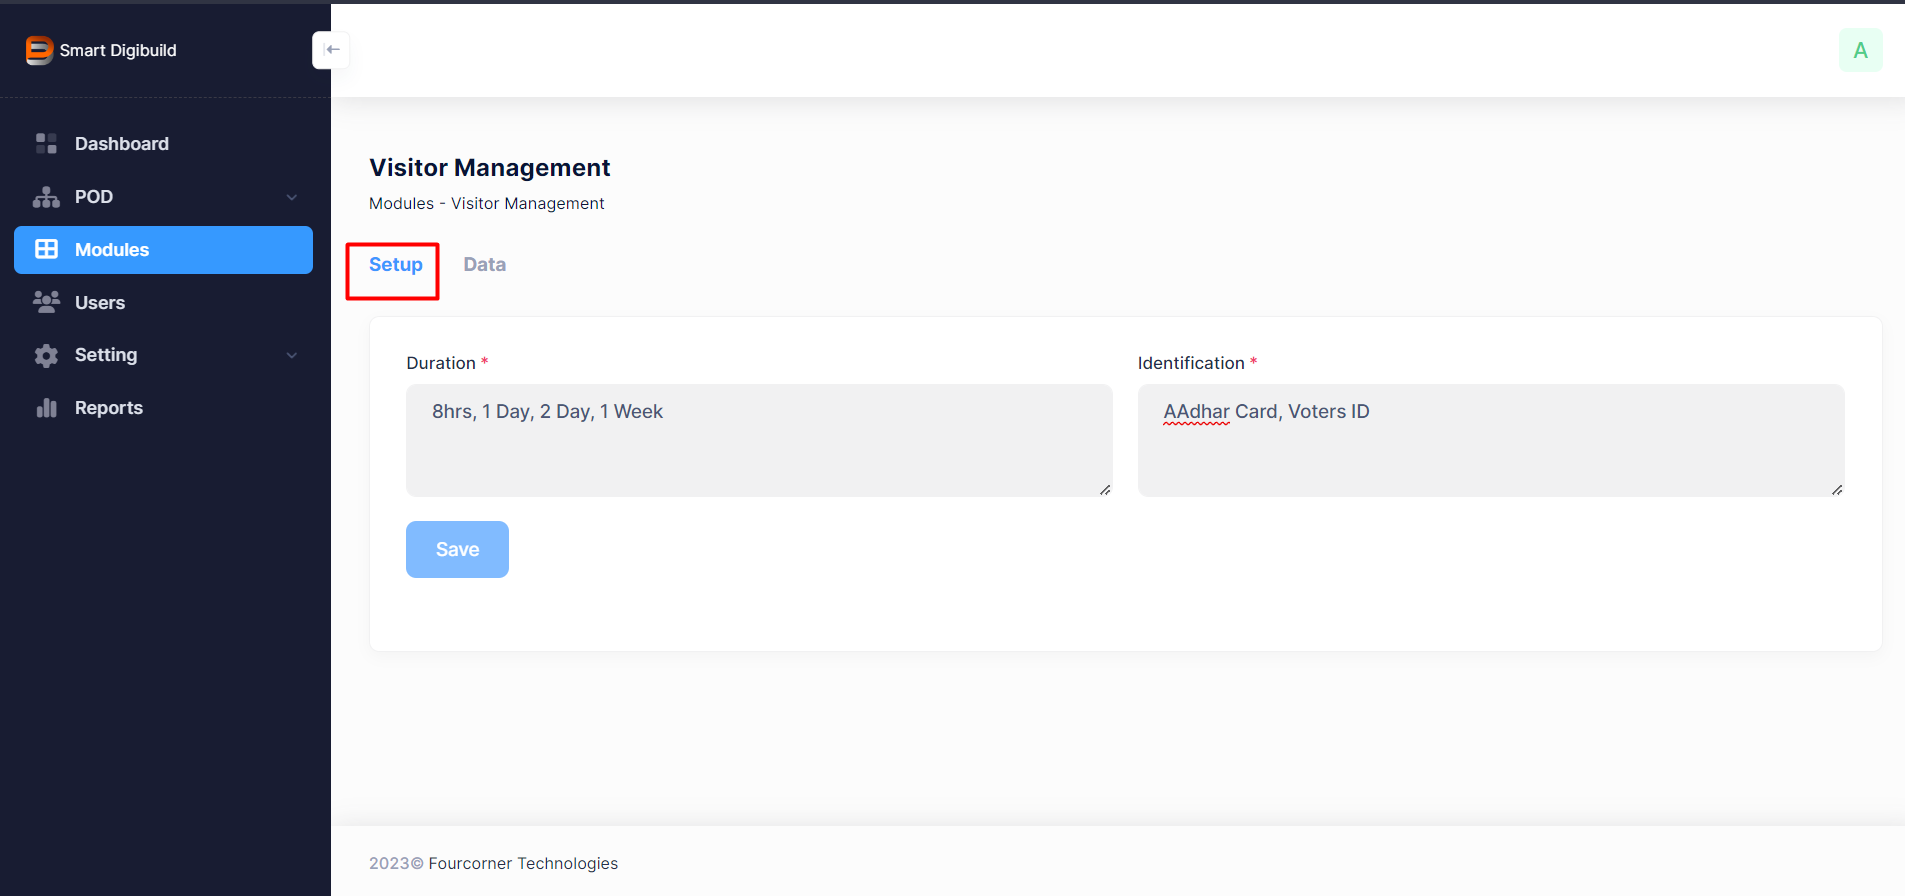 Smart Digibuild
A
Dashboard
POD
Modules
Users
Setting
Reports
Visitor Management
Modules - Visitor Management
Setup Data
Duration * Identification *
8hrs, 1 Day, 2 Day, 1 Week AAdhar Card, Voters ID
Save
2023© Fourcorner Technologies